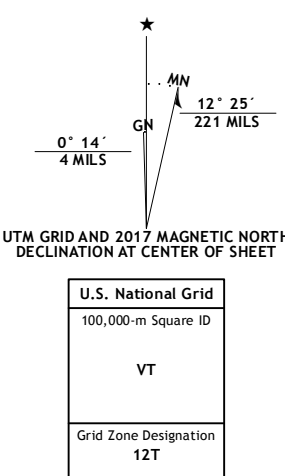 ★
MN
GN
12° 25´
221 MILS
0° 14´
4 MILS
UTM GRID AND 2017 MAGNETIC NORTH
DECLINATION AT CENTER OF SHEET
U.S. National Grid
100,000-m Square ID
VT
Grid Zone Designation
12T